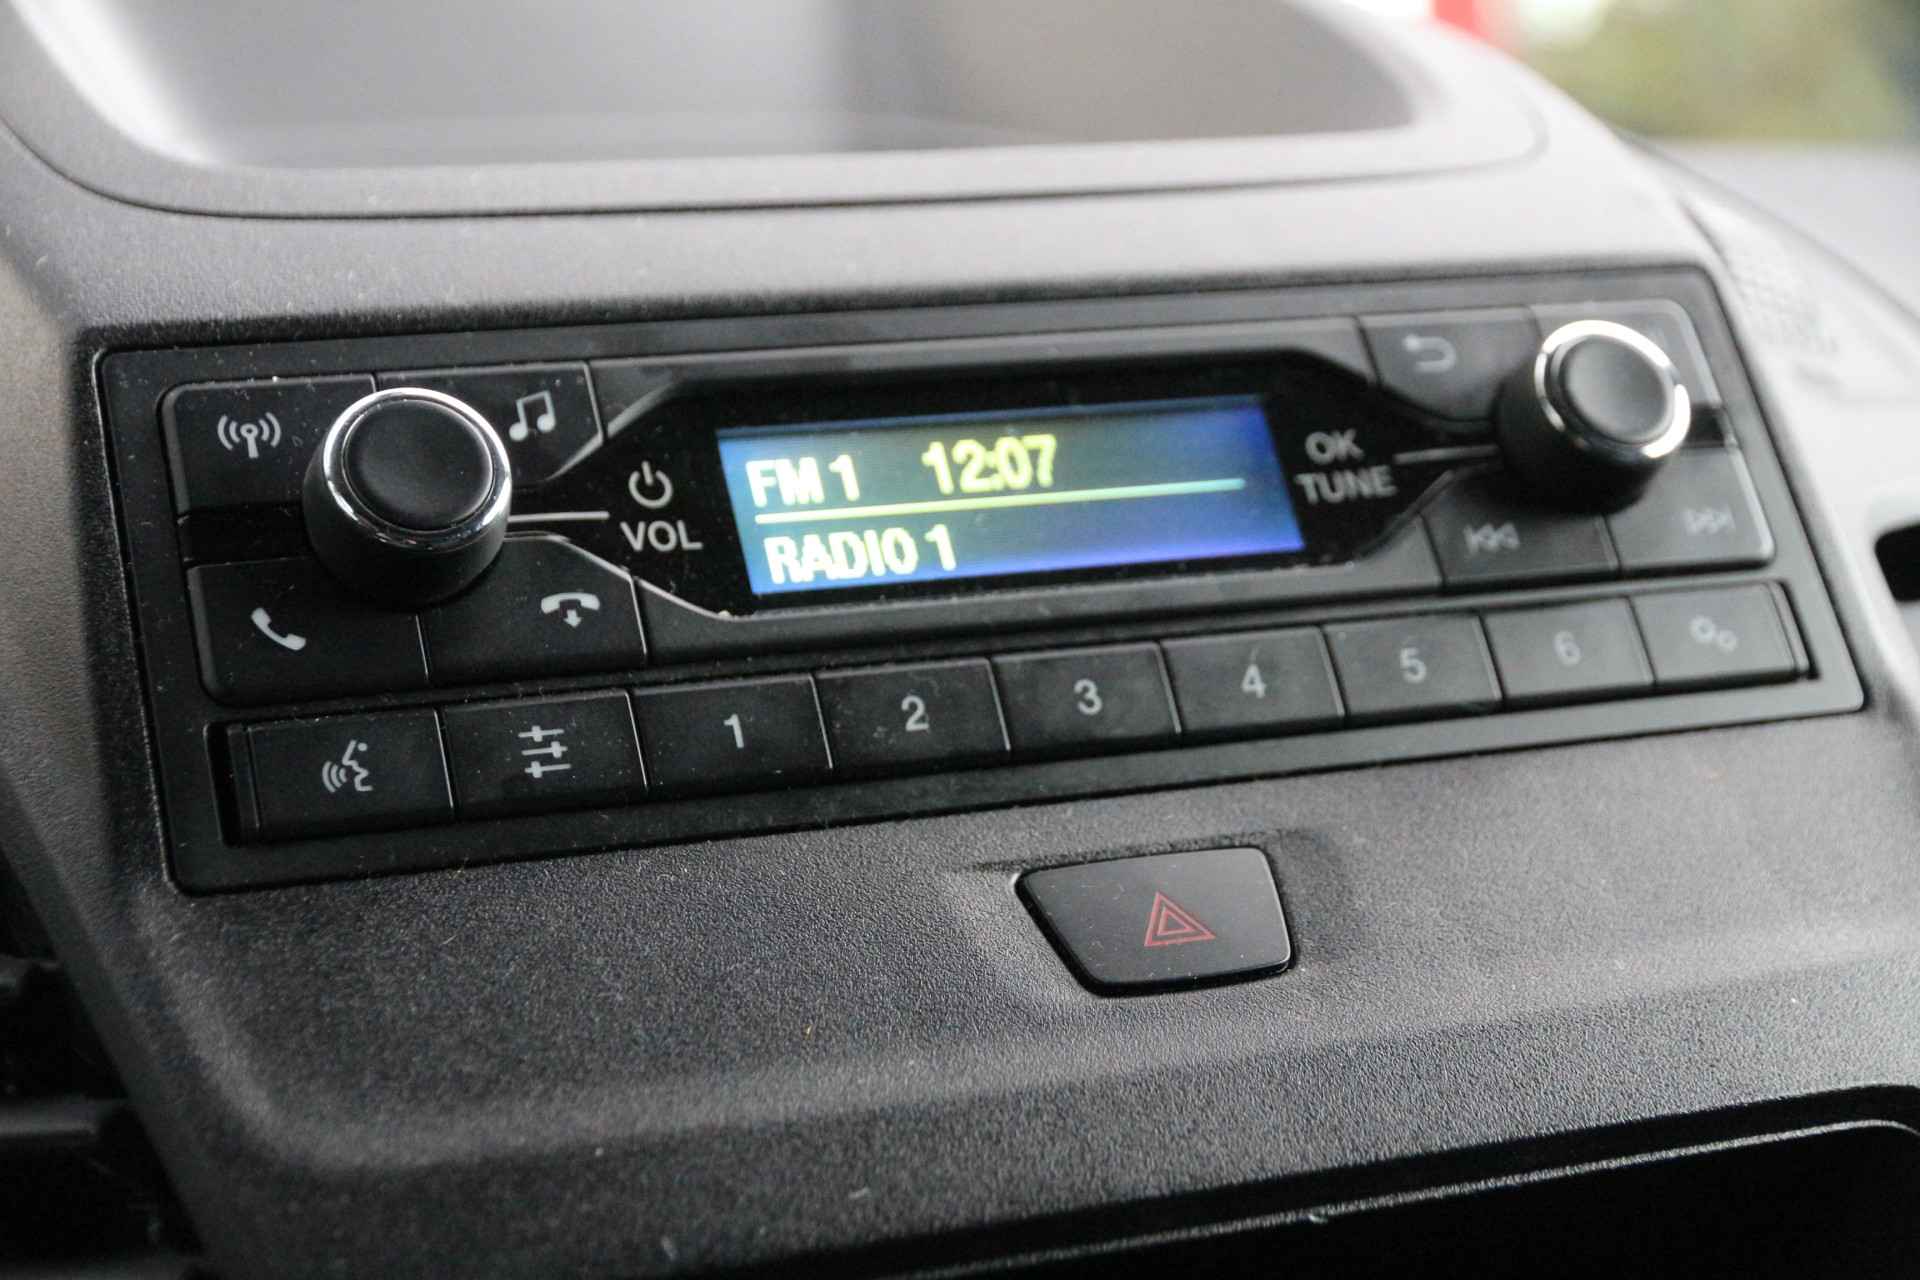 FM 1 12:07
RADIO 1
VOL
OK
TUNE
1 2 3 4 5 6